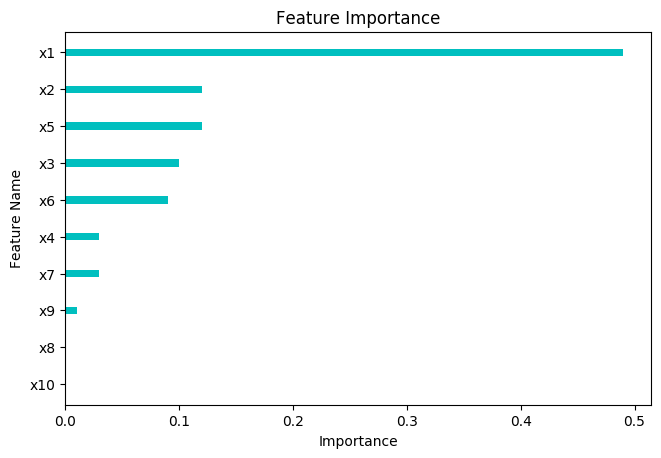 Feature Importance
Feature Name
x1
x2
x5
x3
x6
x4
x7
x9
x8
x10
0.0 0.1 0.2 0.3 0.4 0.5
Importance